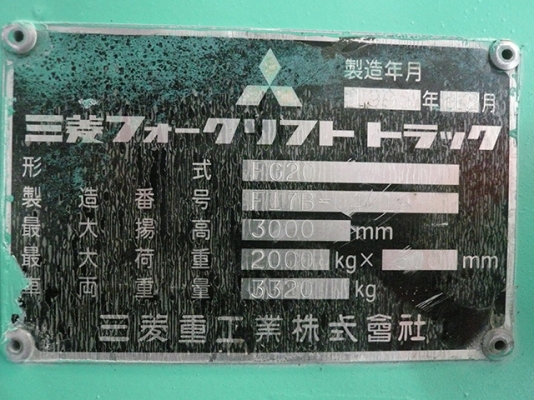 製造年月
年 月
三菱フォークリフトトラック
形式
製造番号
最大揚高 3000 mm
最大荷重 2000 kg× mm
車両重量 3320 kg
三菱重工業株式會社